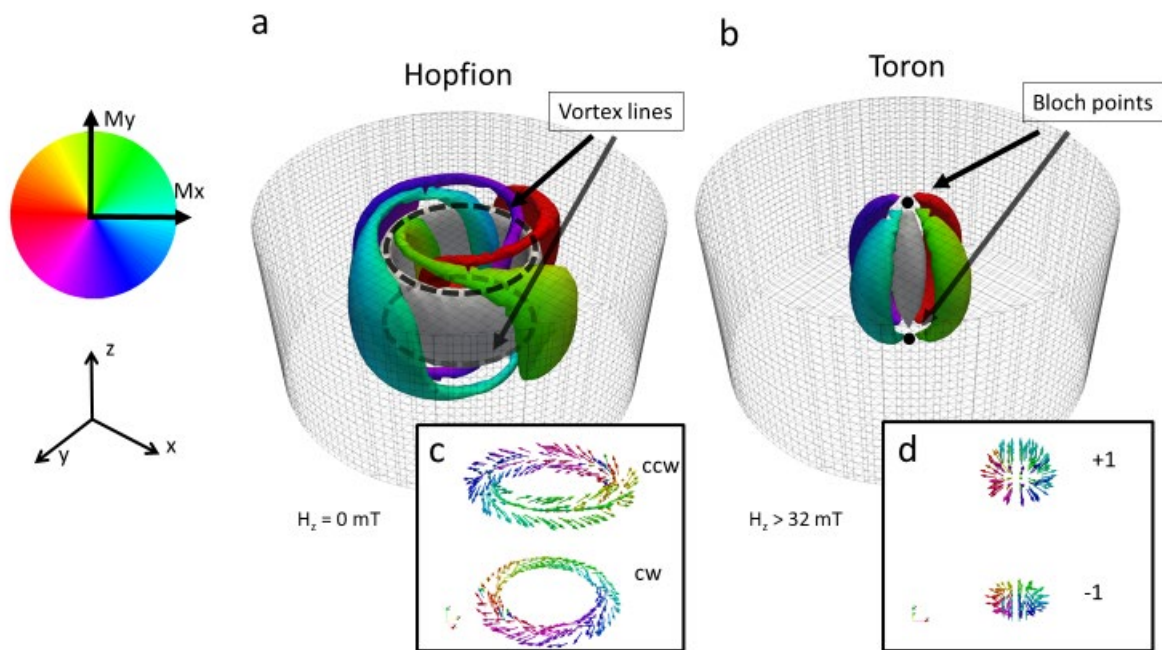 a
b
Hopfion
Toron
Vortex lines
Bloch points
My
Mx
z
y
x
c
ccw
cw
d
+1
-1
H_z = 0 mT
H_z > 32 mT